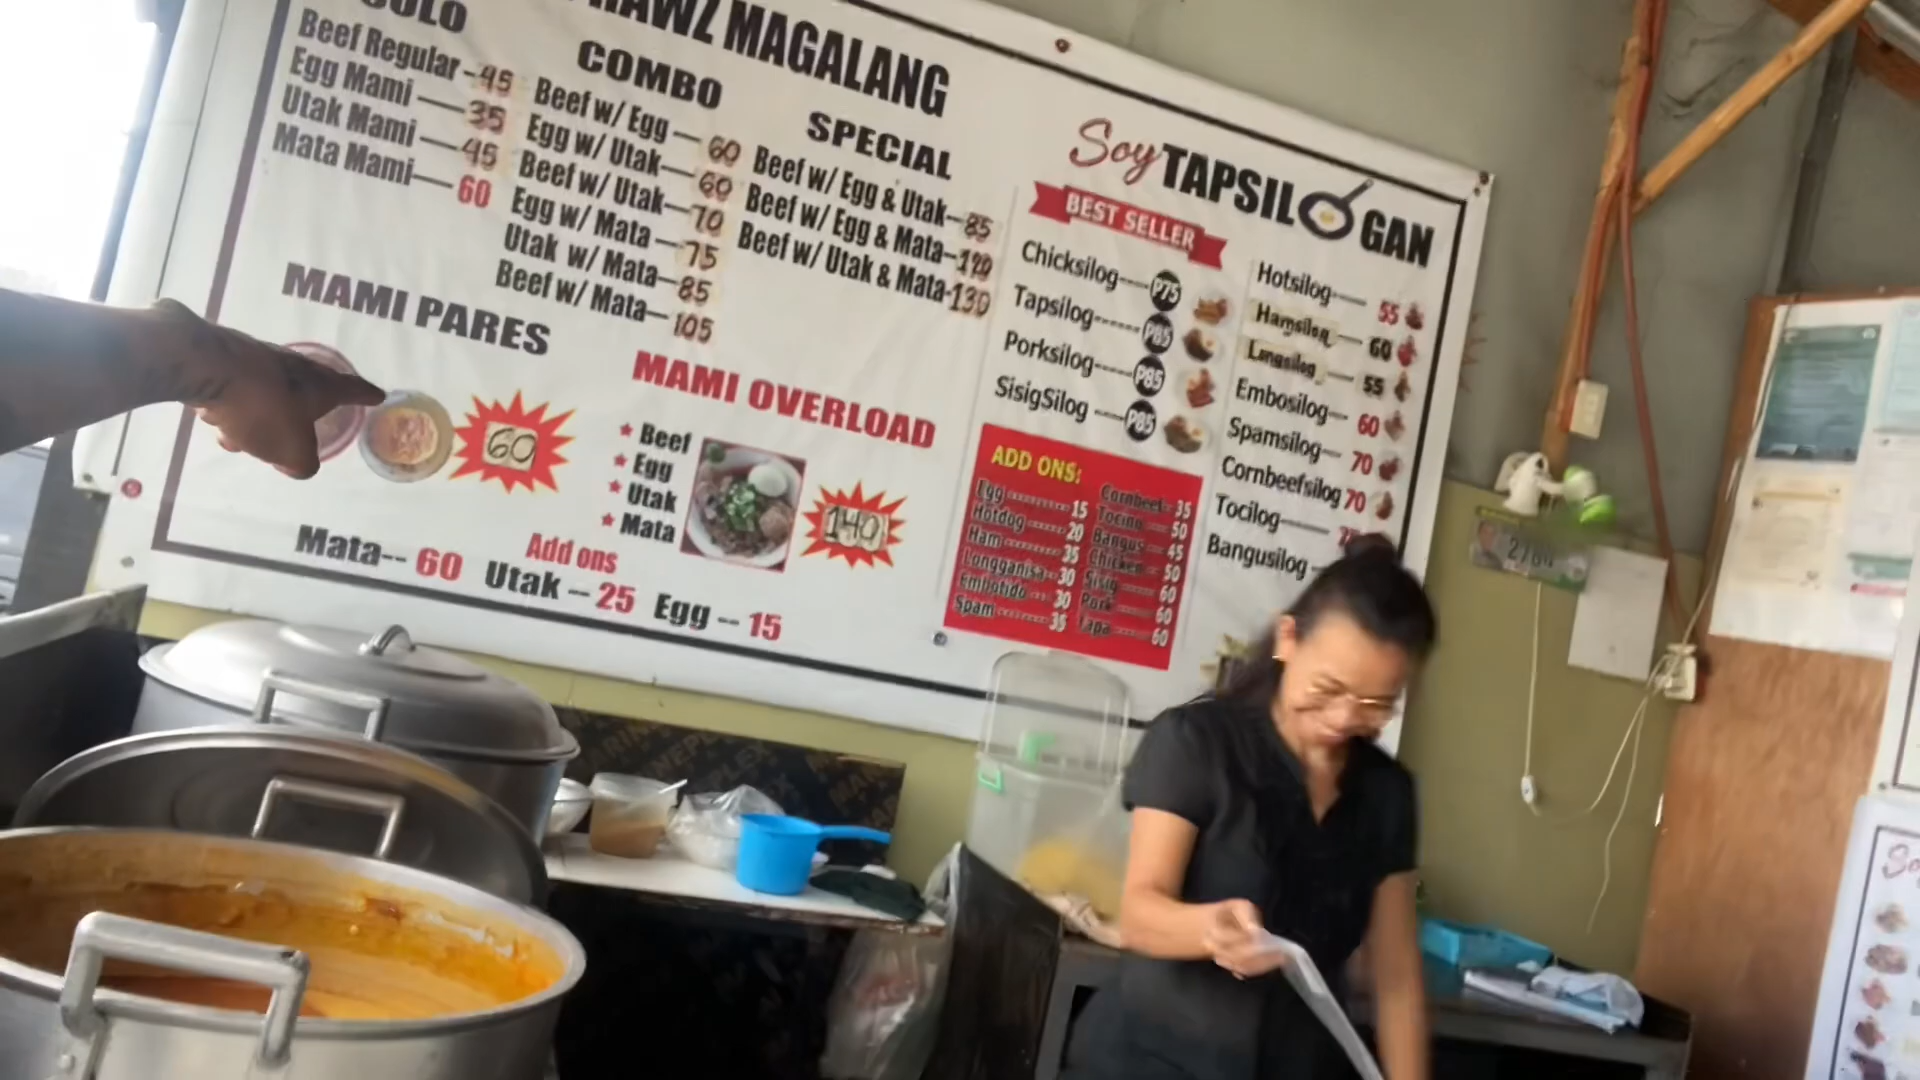 MAGALANG
SOLO
Beef Regular - 45
Egg Mami — 35
Utak Mami — 45
Mata Mami — 60
COMBO
Beef w/ Egg — 60
Egg w/ Utak — 60
Beef w/ Utak — 70
Egg w/ Mata — 75
Utak w/ Mata — 85
Beef w/ Mata — 105
SPECIAL
Beef w/ Egg & Utak — 85
Beef w/ Egg & Mata — 120
Beef w/ Utak & Mata - 130
MAMI PARES
60
MAMI OVERLOAD
Beef
Egg
Utak
Mata
140
Add ons
Mata-- 60 Utak -- 25 Egg -- 15
Soy TAPSILOGAN
BEST SELLER
Chicksilog---- P75
Tapsilog----- P85
Porksilog---- P85
SisigSilog ---- P85
Hotsilog---- 55
Hamsilog — 60
Longsilog — 55
Embosilog-- 60
Spamsilog-- 70
Cornbeefsilog 70
Tocilog-----
Bangusilog
ADD ONS:
Egg --------- 15
Hotdog ------ 20
Ham -------- 35
Longganisa-- 30
Embotido --- 30
Spam -------- 35
Cornbeef-- 35
Tocino --- 50
Bangus -- 45
Chicken -- 50
Sisig ----- 60
Pork ---- 60
Tapa ---- 60